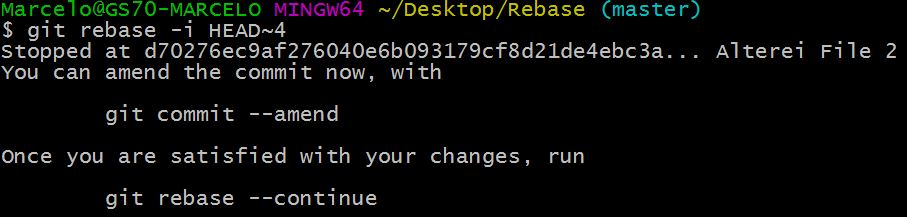 Marcelo@GS70-MARCELO MINGW64 ~/Desktop/Rebase (master)
$ git rebase -i HEAD~4
Stopped at d70276ec9af276040e6b093179cf8d21de4ebc3a... Alterei File 2
You can amend the commit now, with
git commit --amend
Once you are satisfied with your changes, run
git rebase --continue